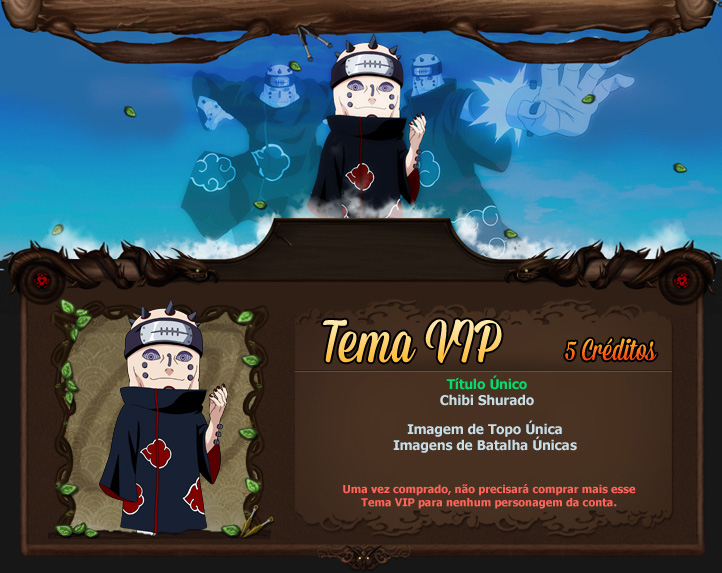 Tema VIP
5 Créditos
Título Único
Chibi Shurado
Imagem de Topo Única
Imagens de Batalha Únicas
Uma vez comprado, não precisará comprar mais esse
Tema VIP para nenhum personagem da conta.